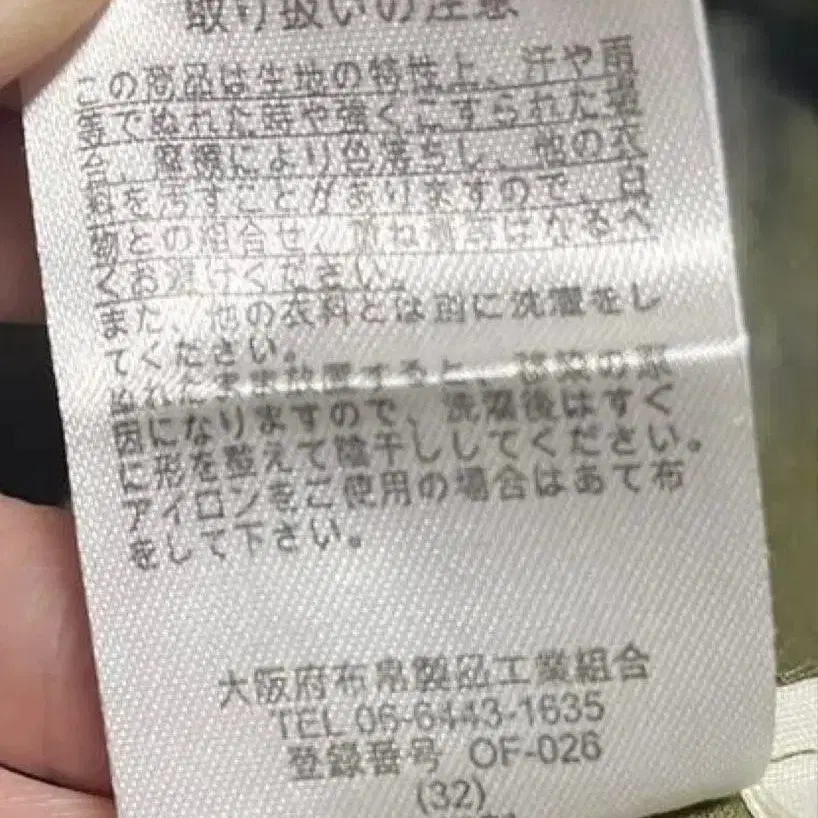 取り扱いの注意
この商品は生地の特性上、汗や雨
等でぬれた時や強くこすられた場
合、摩擦により色落ちし、他の衣
料を汚すことがありますので、白
物との組合せ、重ね着等はなるべ
くお避けください。
また、他の衣料とは別に洗濯をし
てください。
ぬれたまま放置すると、移染の原
因になりますので、洗濯後はすぐ
に形を整えて陰干ししてください。
アイロンをご使用の場合はあて布
をして下さい。
大阪府布帛製品工業組合
TEL 06-6443-1635
登録番号 OF-026
(32)